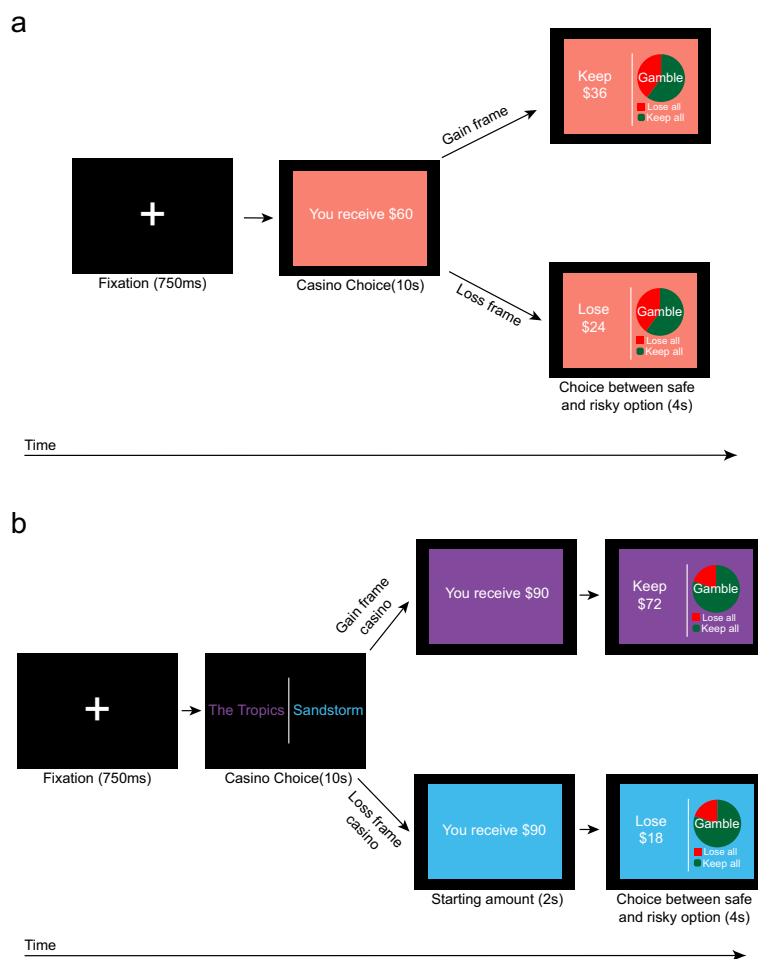 a
Keep
$36
Gamble
Lose all
Keep all
Gain frame
You receive $60
Fixation (750ms)
Casino Choice(10s)
Loss frame
Lose
$24
Gamble
Lose all
Keep all
Choice between safe
and risky option (4s)
Time
b
Gain frame
casino
You receive $90
Keep
$72
Gamble
Lose all
Keep all
The Tropics
Sandstorm
Fixation (750ms)
Casino Choice(10s)
Loss frame
casino
You receive $90
Lose
$18
Gamble
Lose all
Keep all
Starting amount (2s)
Choice between safe
and risky option (4s)
Time